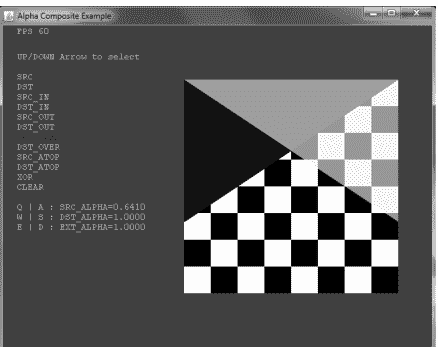 Alpha Composite Example
FPS 60
UP/DOWN Arrow to select
SRC
DST
SRC_IN
DST_IN
SRC_OUT
DST_OUT
DST_OVER
SRC_ATOP
DST_ATOP
XOR
CLEAR
Q | A : SRC_ALPHA=0.6410
W | S : DST_ALPHA=1.0000
E | D : EXT_ALPHA=1.0000